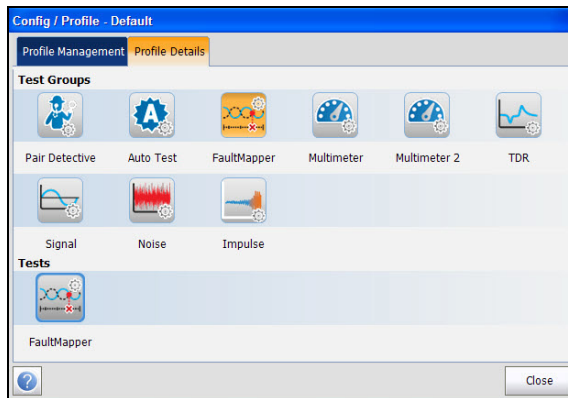 Config / Profile - Default
Profile Management Profile Details
Test Groups
A
Pair Detective Auto Test FaultMapper Multimeter Multimeter 2 TDR
Signal Noise Impulse
Tests
FaultMapper
? Close